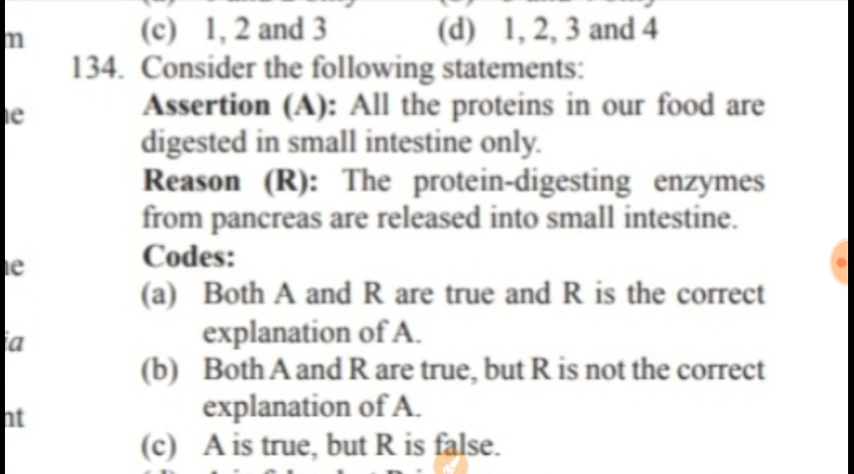 m
(c) 1, 2 and 3 (d) 1, 2, 3 and 4
134. Consider the following statements:
Assertion (A): All the proteins in our food are
digested in small intestine only.
Reason (R): The protein-digesting enzymes
from pancreas are released into small intestine.
Codes:
(a) Both A and R are true and R is the correct
explanation of A.
(b) Both A and R are true, but R is not the correct
explanation of A.
(c) A is true, but R is false.